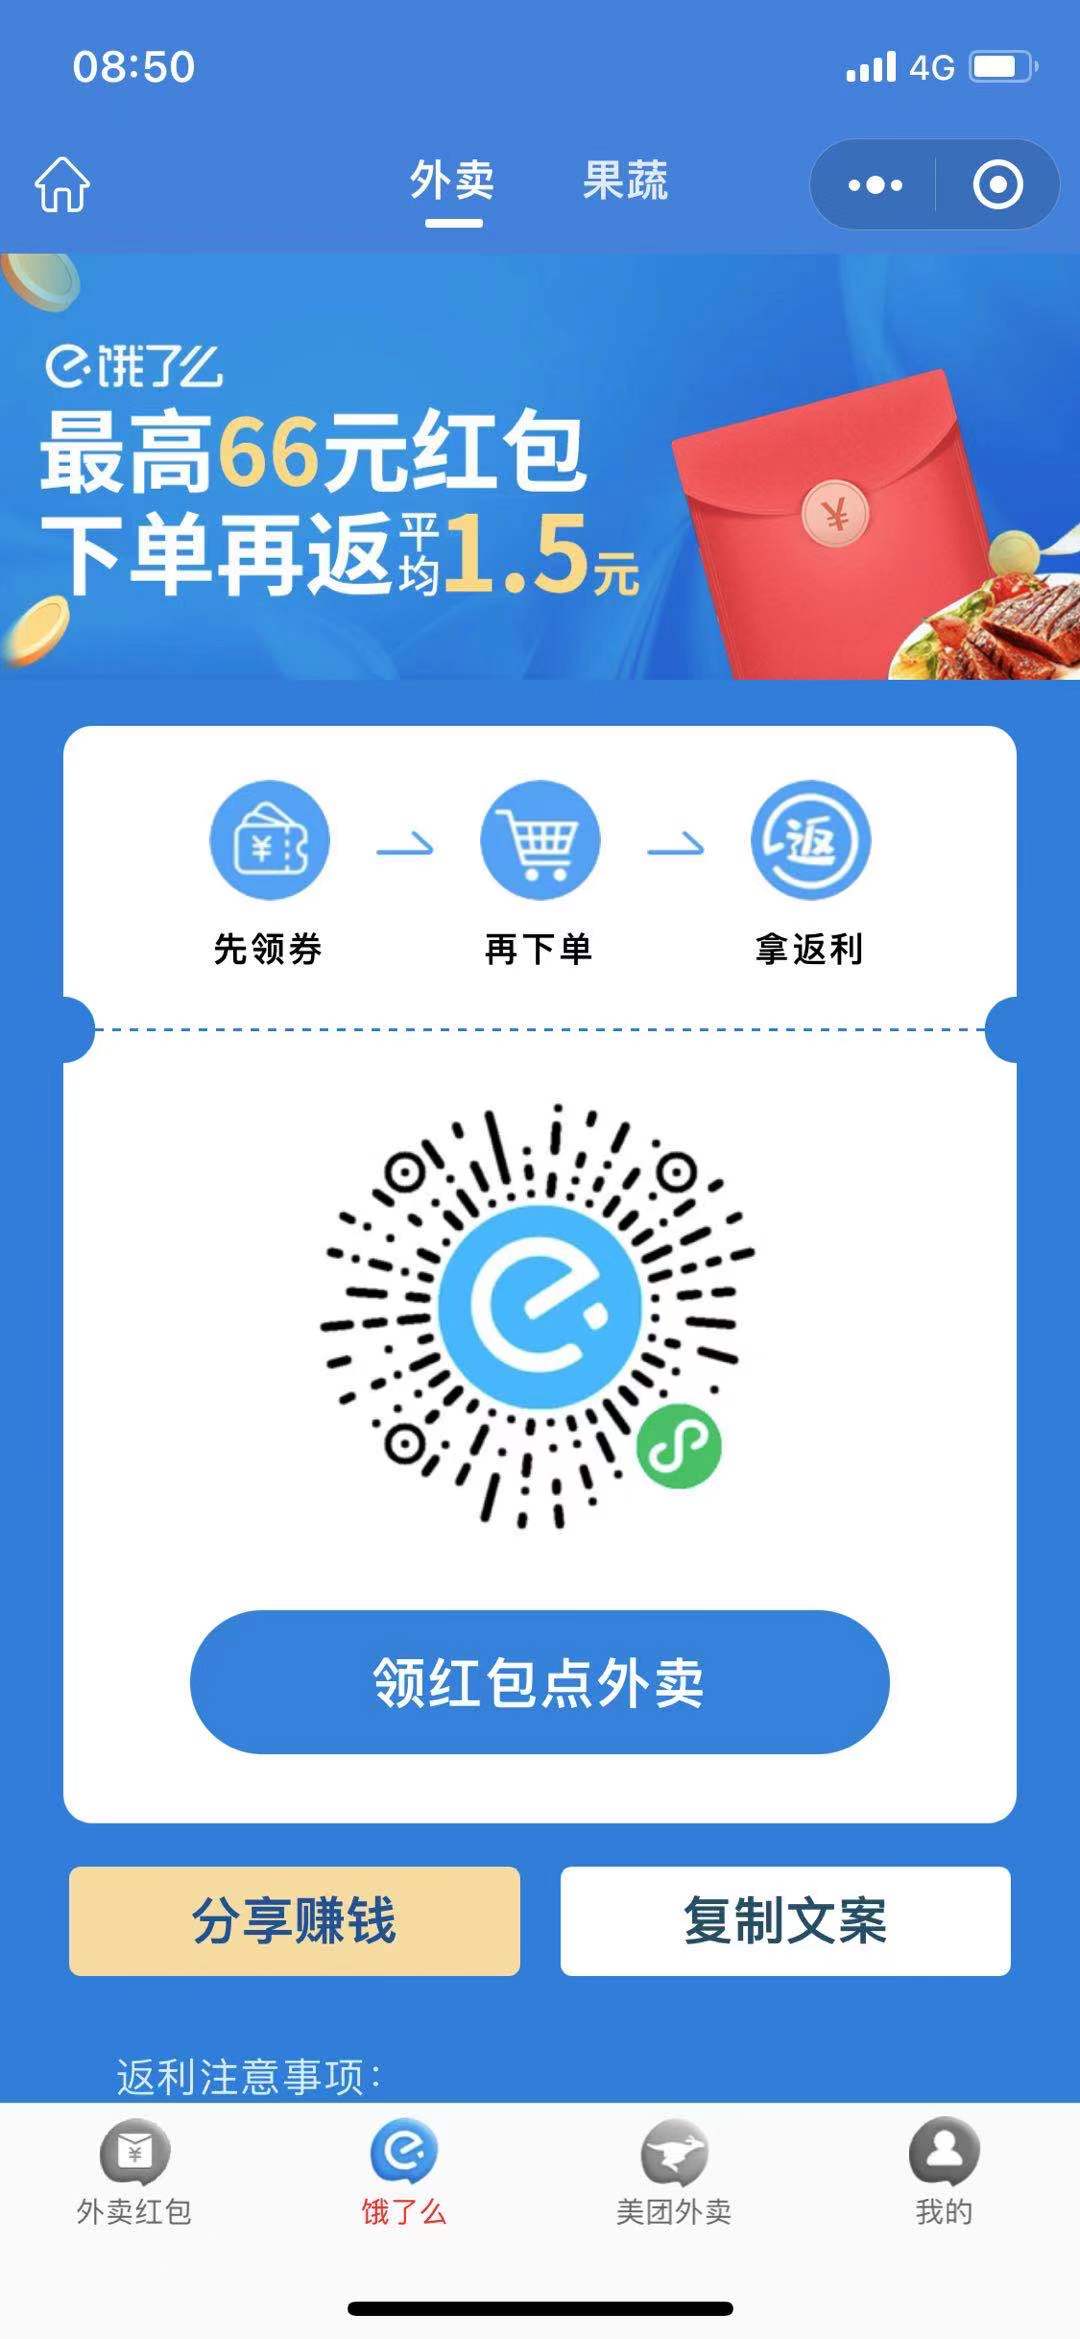 08:50
4G
外卖 果蔬
饿了么
最高66元红包
下单再返平均1.5元
¥
¥ 返
先领券 再下单 拿返利
领红包点外卖
分享赚钱 复制文案
返利注意事项：
¥
外卖红包 饿了么 美团外卖 我的